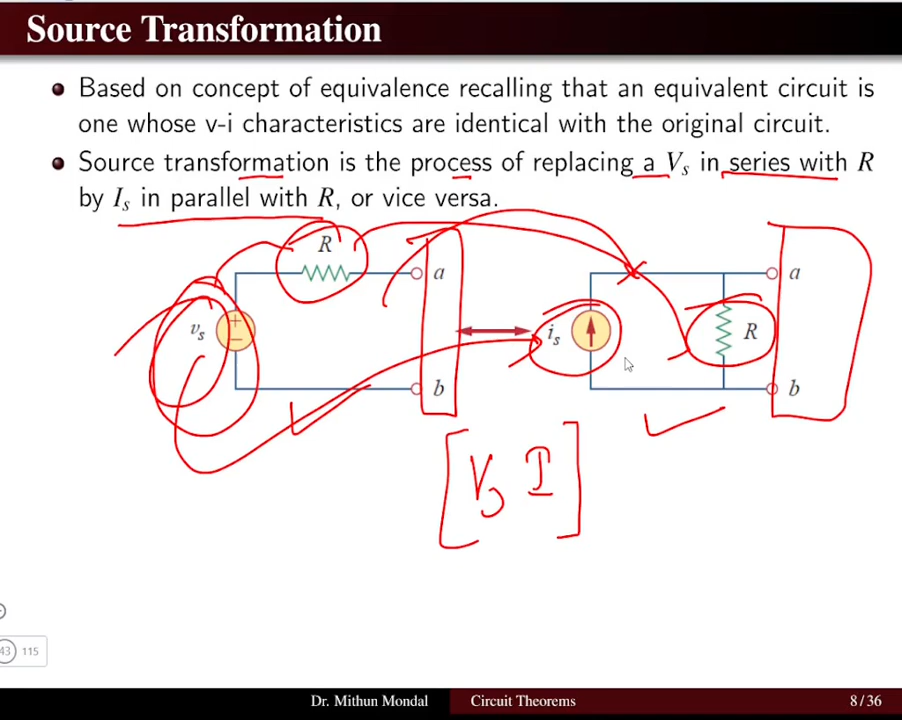 Source Transformation
Based on concept of equivalence recalling that an equivalent circuit is
one whose v-i characteristics are identical with the original circuit.
Source transformation is the process of replacing a Vs in series with R
by Is in parallel with R, or vice versa.
R
a
a
vs
+
−
is
R
b
b
[V, I]
43 115
Dr. Mithun Mondal
Circuit Theorems
8 / 36